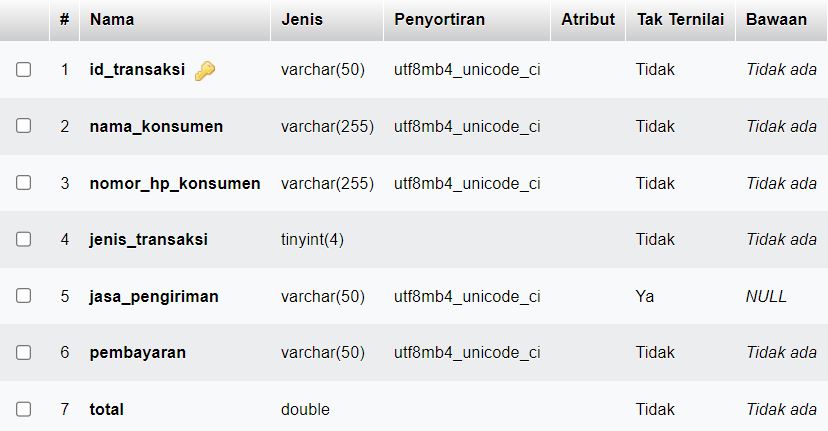 # Nama Jenis Penyortiran Atribut Tak Ternilai Bawaan
1 id_transaksi varchar(50) utf8mb4_unicode_ci Tidak Tidak ada
2 nama_konsumen varchar(255) utf8mb4_unicode_ci Tidak Tidak ada
3 nomor_hp_konsumen varchar(255) utf8mb4_unicode_ci Tidak Tidak ada
4 jenis_transaksi tinyint(4) Tidak Tidak ada
5 jasa_pengiriman varchar(50) utf8mb4_unicode_ci Ya NULL
6 pembayaran varchar(50) utf8mb4_unicode_ci Tidak Tidak ada
7 total double Tidak Tidak ada